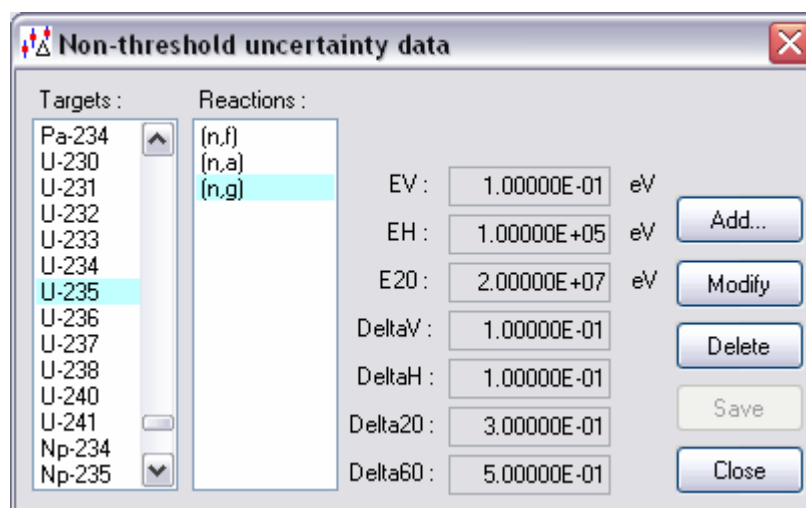 Non-threshold uncertainty data
Targets :
Pa-234
U-230
U-231
U-232
U-233
U-234
U-235
U-236
U-237
U-238
U-240
U-241
Np-234
Np-235
Reactions :
(n,f)
(n,a)
(n,g)
EV : 1.00000E-01 eV
EH : 1.00000E+05 eV
E20 : 2.00000E+07 eV
DeltaV : 1.00000E-01
DeltaH : 1.00000E-01
Delta20 : 3.00000E-01
Delta60 : 5.00000E-01
Add...
Modify
Delete
Save
Close